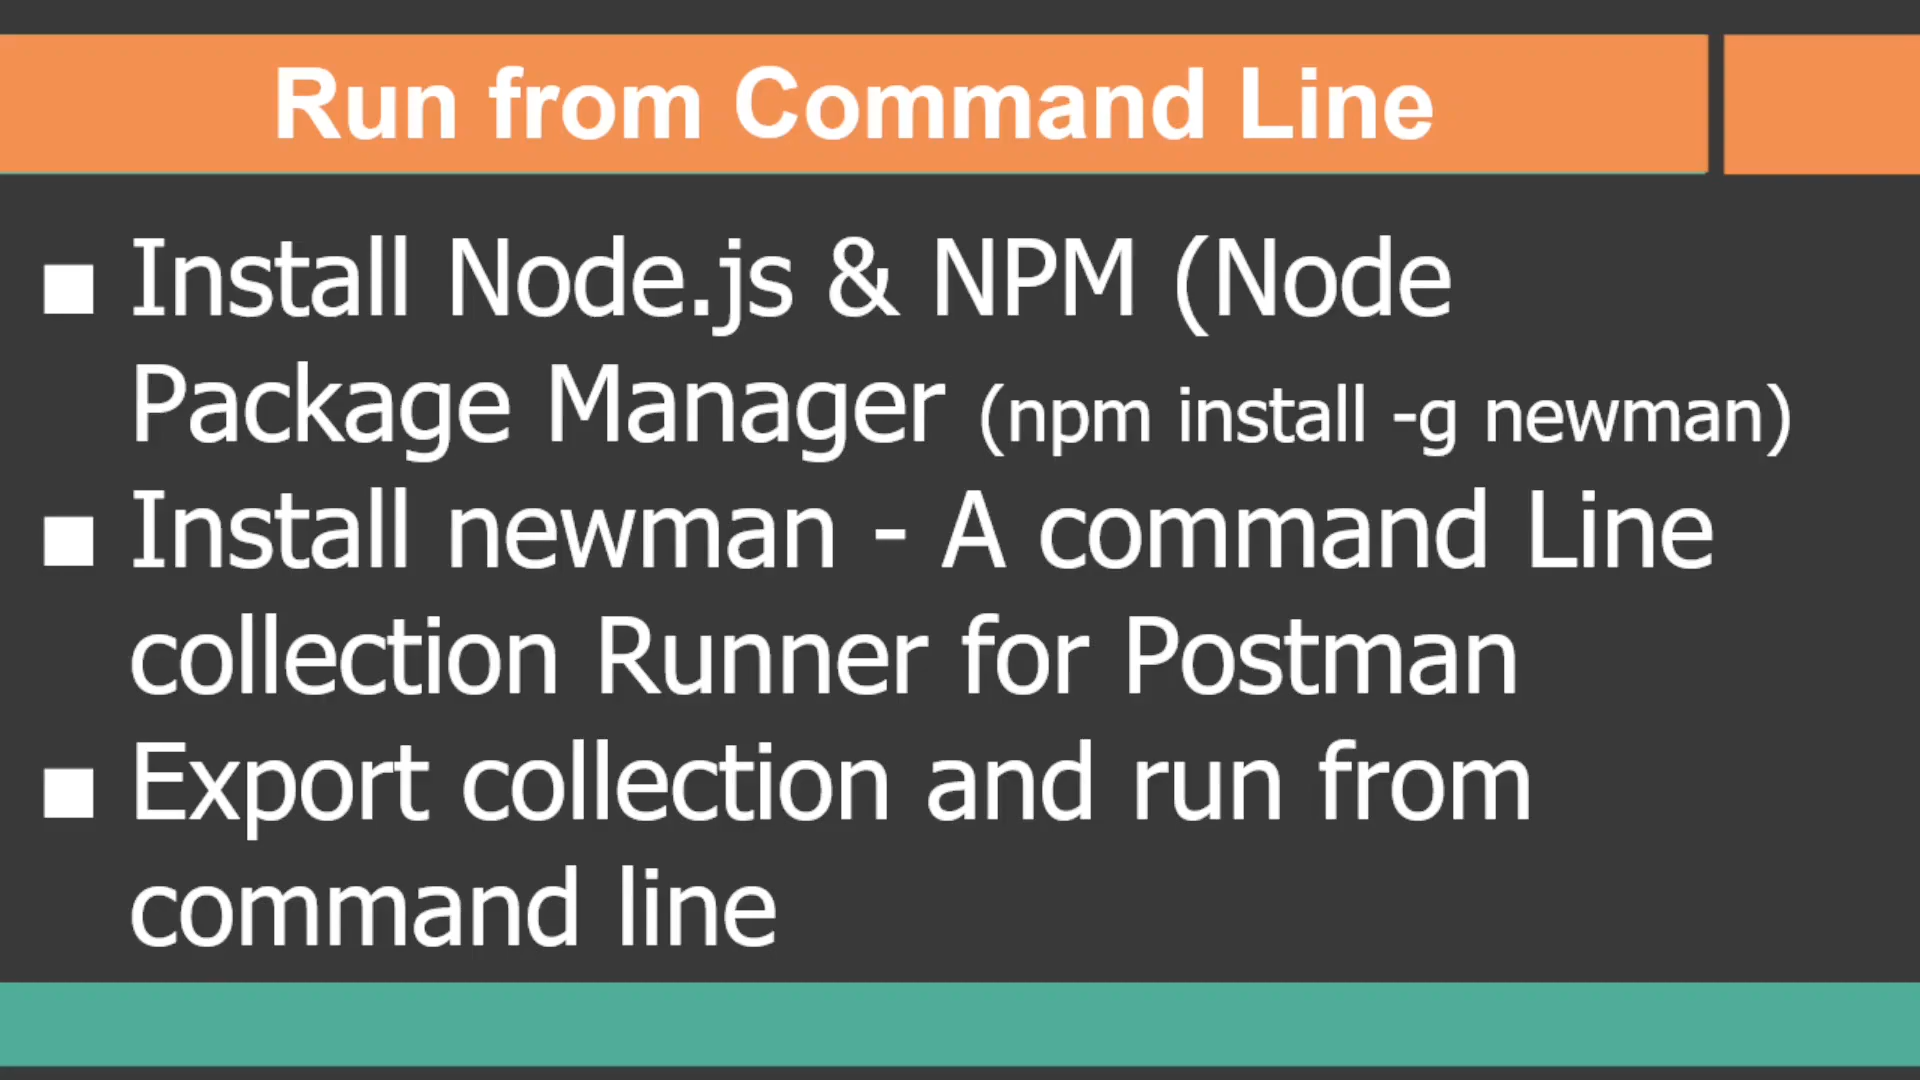 Run from Command Line
■ Install Node.js & NPM (Node
Package Manager (npm install -g newman)
■ Install newman - A command Line
collection Runner for Postman
■ Export collection and run from
command line